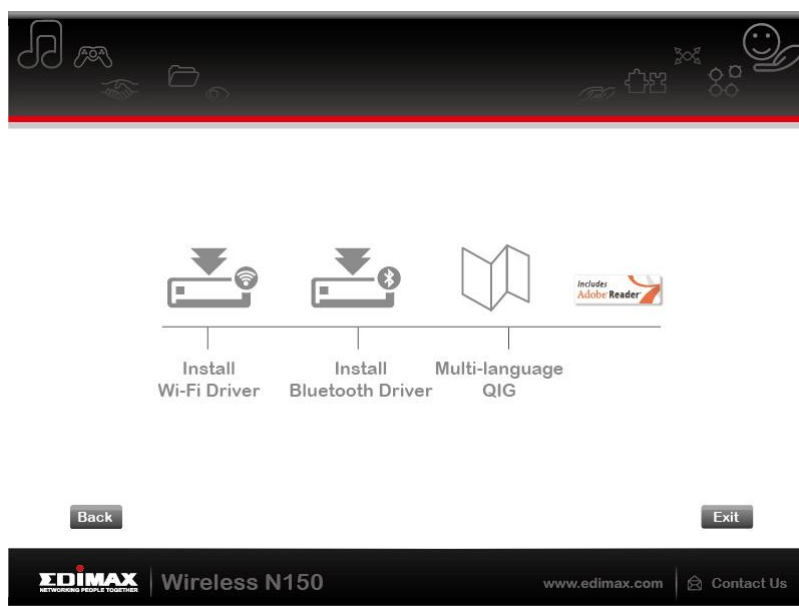 Includes
Adobe Reader
Install
Wi-Fi Driver
Install
Bluetooth Driver
Multi-language
QIG
Back
Exit
EDIMAX
NETWORKING PEOPLE TOGETHER
Wireless N150
www.edimax.com
Contact Us